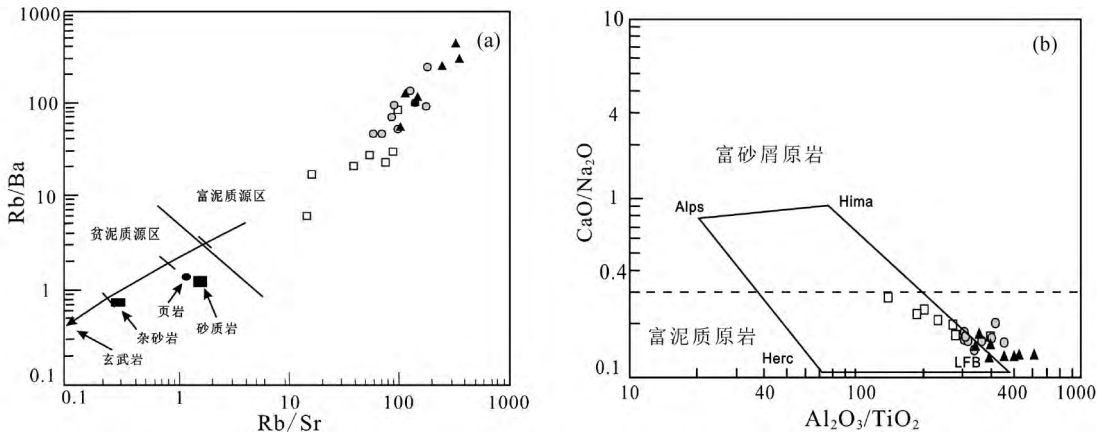 (a)
1000
100
10
1
0.1
Rb/Ba
富泥质源区
贫泥质源区
页岩
砂质岩
杂砂岩
玄武岩
0.1
1
10
100
1000
Rb/Sr
(b)
10
4
1
0.4
0.1
CaO/Na₂O
富砂屑原岩
Alps
Hima
富泥质原岩
Herc
LFB
10
40
100
200
400
1000
Al₂O₃/TiO₂